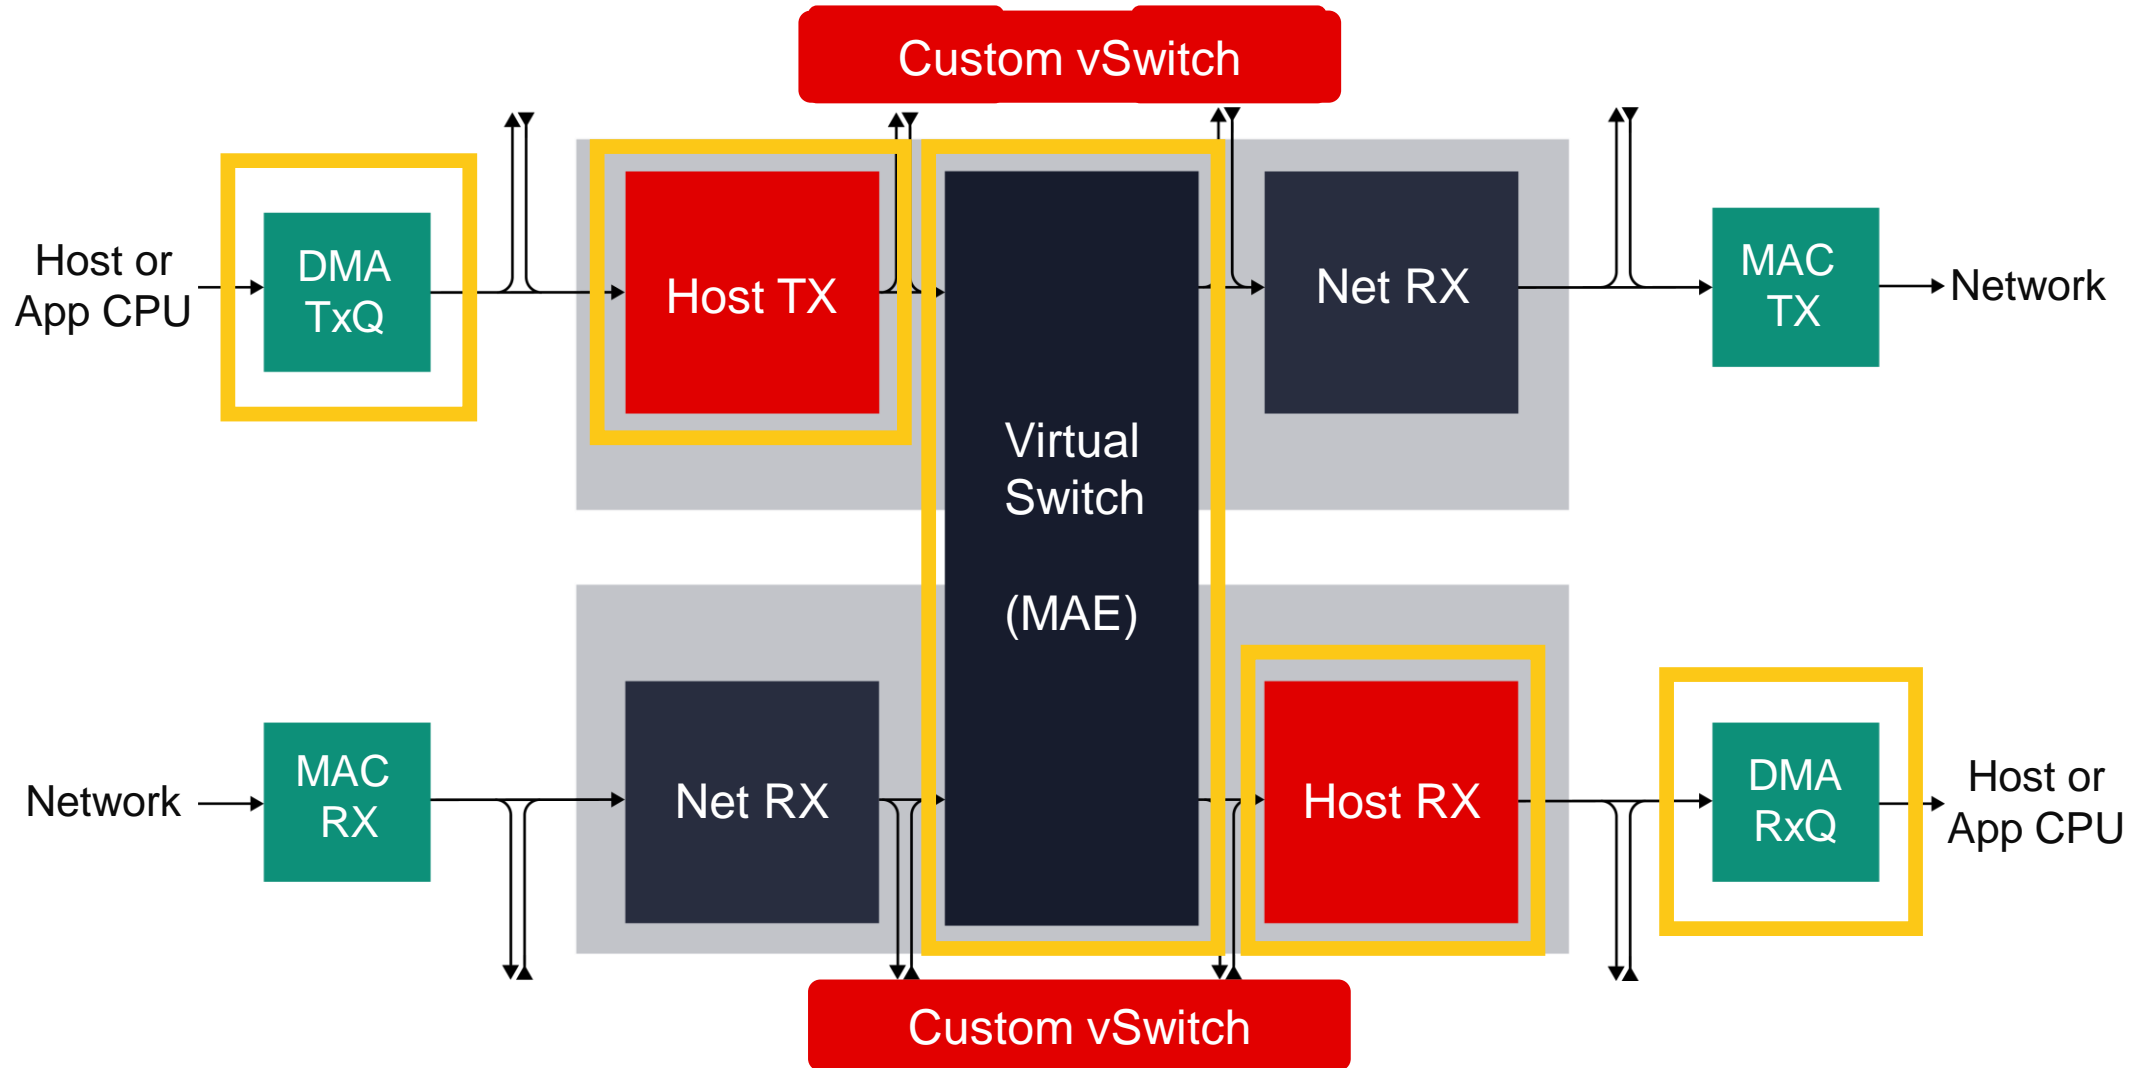 Custom vSwitch
Host or
App CPU
DMA
TxQ
Host TX
Virtual
Switch
(MAE)
Net RX
MAC
TX
Network
Network
MAC
RX
Net RX
Host RX
DMA
RxQ
Host or
App CPU
Custom vSwitch